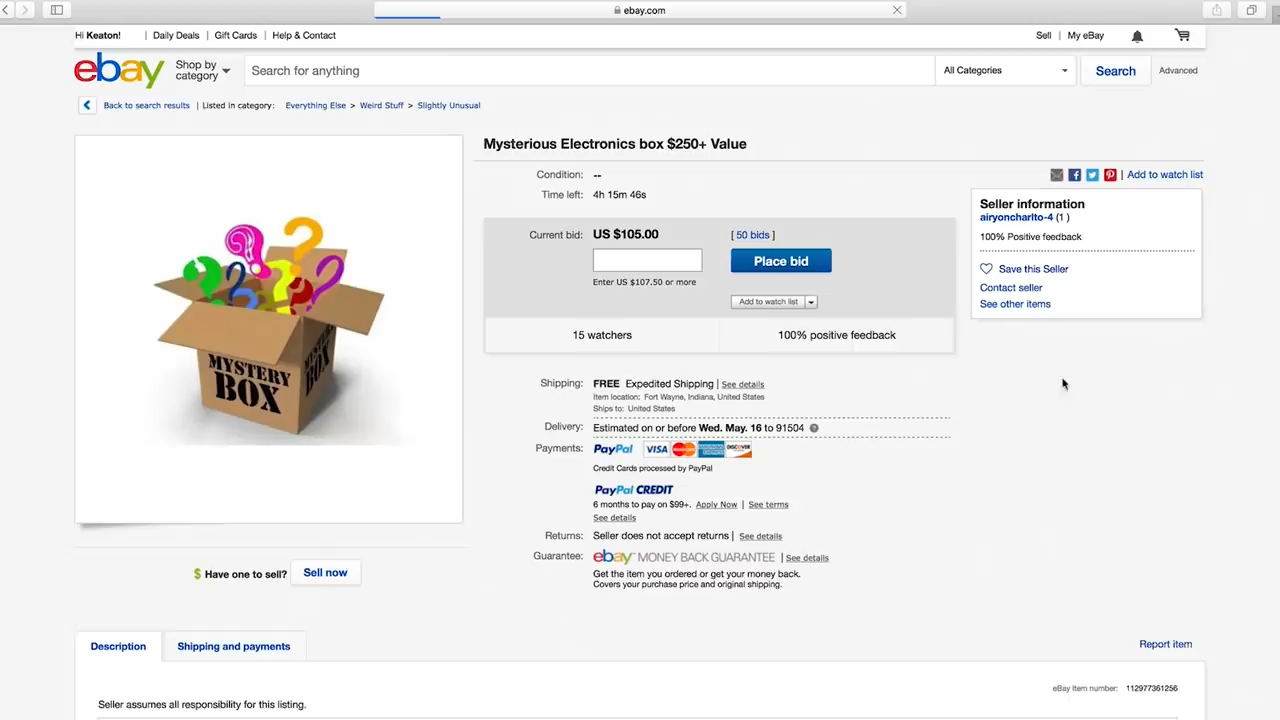 ebay.com
Hi Keaton! | Daily Deals | Gift Cards | Help & Contact
Sell | My eBay
ebay
Shop by category
Search for anything
All Categories
Search
Advanced
Back to search results | Listed in category: Everything Else > Weird Stuff > Slightly Unusual
Mysterious Electronics box $250+ Value
Condition: --
| Add to watch list
Time left: 4h 15m 46s
Current bid: US $105.00 [ 50 bids ]
Place bid
Enter US $107.50 or more
Add to watch list
15 watchers
100% positive feedback
Seller information
airyoncharlto-4 (1 )
100% Positive feedback
Save this Seller
Contact seller
See other items
MYSTERY
BOX
MYSTERY
BOX
Shipping: FREE Expedited Shipping | See details
Item location: Fort Wayne, Indiana, United States
Ships to: United States
Delivery: Estimated on or before Wed. May. 16 to 91504
Payments: PayPal VISA MasterCard DISCOVER
Credit Cards processed by PayPal
PayPal CREDIT
6 months to pay on $99+. Apply Now | See terms
See details
Returns: Seller does not accept returns | See details
Guarantee: ebay MONEY BACK GUARANTEE | See details
Get the item you ordered or get your money back.
Covers your purchase price and original shipping.
$ Have one to sell? Sell now
Description
Shipping and payments
Report item
eBay item number: 112977361256
Seller assumes all responsibility for this listing.